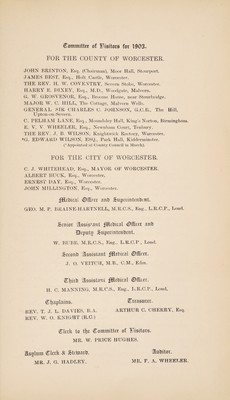 Committee of Visitors for 1902.
FOR THE COUNTY OF WORCESTER.
JOHN BRINTON, Esq. (Chairman), Moor Hall, Stourport.
JAMES BEST, Esq., Holt Castle, Worcester.
THE REV. H. W. COVENTRY, Severn Stoke, Worcester.
HARRY E. DIXEY, Esq., M.D., Woodgate, Malvern.
G. W. GROSVENOR, Esq., Broome House, near Stourbridge.
MAJOR W. C. HILL, The Cottage, Malvern Wells.
GENERAL SIR CHARLES C. JOHNSON, G.C.B., The Hill, Upton-on-Severn.
C. PELHAM LANE, Esq., Moundsley Hall, King's Norton, Birmingham.
E. V. V. WHEELER, Esq., Newnham Court, Tenbury.
THE REV. J. B. WILSON, Knightwick Rectory, Worcester.
*G. EDWARD WILSON, ESQ., Park Hall, Kidderminster.
(*Appointed at County Council in March).
FOR THE CITY OF WORCESTER.
C. J. WHITEHEAD, Esq., MAYOR OF WORCESTER.
ALBERT BUCK, Esq., Worcester.
ERNEST DAY, Esq., Worcester.
JOHN MILLINGTON, Esq., Worcester.
Medical Officer and Superintendent.
GEO. M. P. BRAINE-HARTNELL, M.R.C.S., Eng., L.R.C.P., Lond.
Senior Assistant Medical Officer and
Deputy Superintendent.
W. BUBB, M.R.C.S., Eng., L.R.C.P., Lond.
Second Assistant Medical Officer.
J. O. VEITCH, M.B., C.M., Edin.
Third Assistant Medical Officer.
H. C. MANNING, M.R.C.S., Eng., L.R.C.P., Lond.
Chaplains.
REV. T. J. L. DAVIES, B.A.
REV. W. O. KNIGHT (R.C.)
Treasurer.
ARTHUR C. CHERRY, Esq.
Clerk to the Committee of Visitors.
MR. W. PRICE HUGHES.
Asylum Clerk & Steward.
MR. J. G. HADLEY.
Auditor.
MR. F. A. WHEELER.